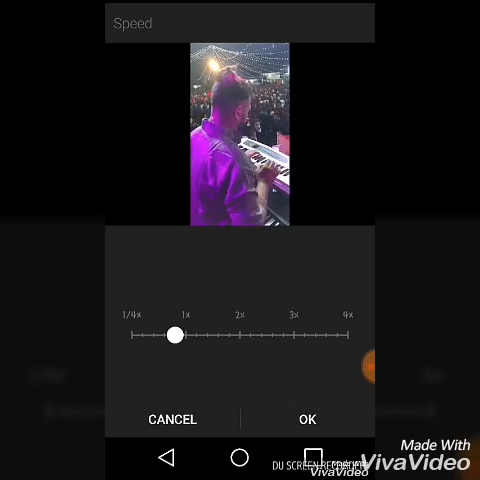 Speed
1/4x 1x 2x 3x 4x
CANCEL OK
DU SCREEN RECORDER
VivaVideo
Made With
VivaVideo